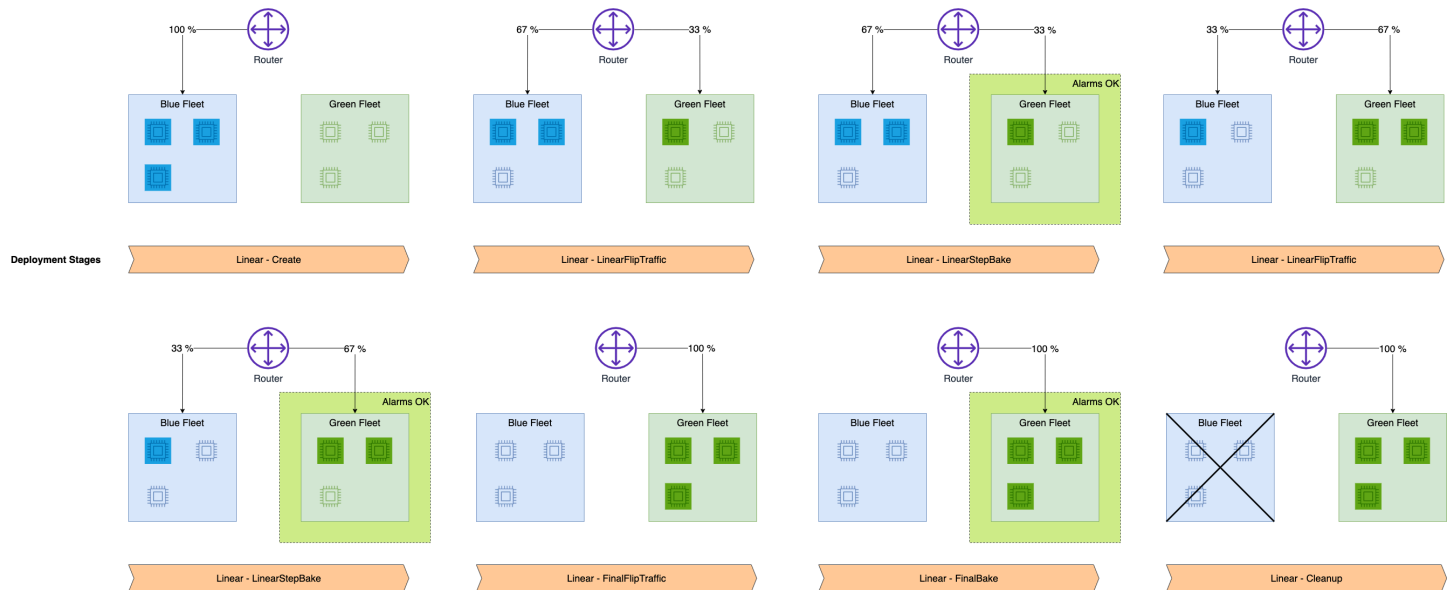 100 %
Router
Blue Fleet
Green Fleet
67 %
33 %
Router
Blue Fleet
Green Fleet
67 %
33 %
Router
Alarms OK
Blue Fleet
Green Fleet
33 %
67 %
Router
Blue Fleet
Green Fleet
Deployment Stages
Linear - Create
Linear - LinearFlipTraffic
Linear - LinearStepBake
Linear - LinearFlipTraffic
33 %
67 %
Router
Alarms OK
Blue Fleet
Green Fleet
100 %
Router
Blue Fleet
Green Fleet
100 %
Router
Alarms OK
Blue Fleet
Green Fleet
100 %
Router
Blue Fleet
Green Fleet
Linear - LinearStepBake
Linear - FinalFlipTraffic
Linear - FinalBake
Linear - Cleanup